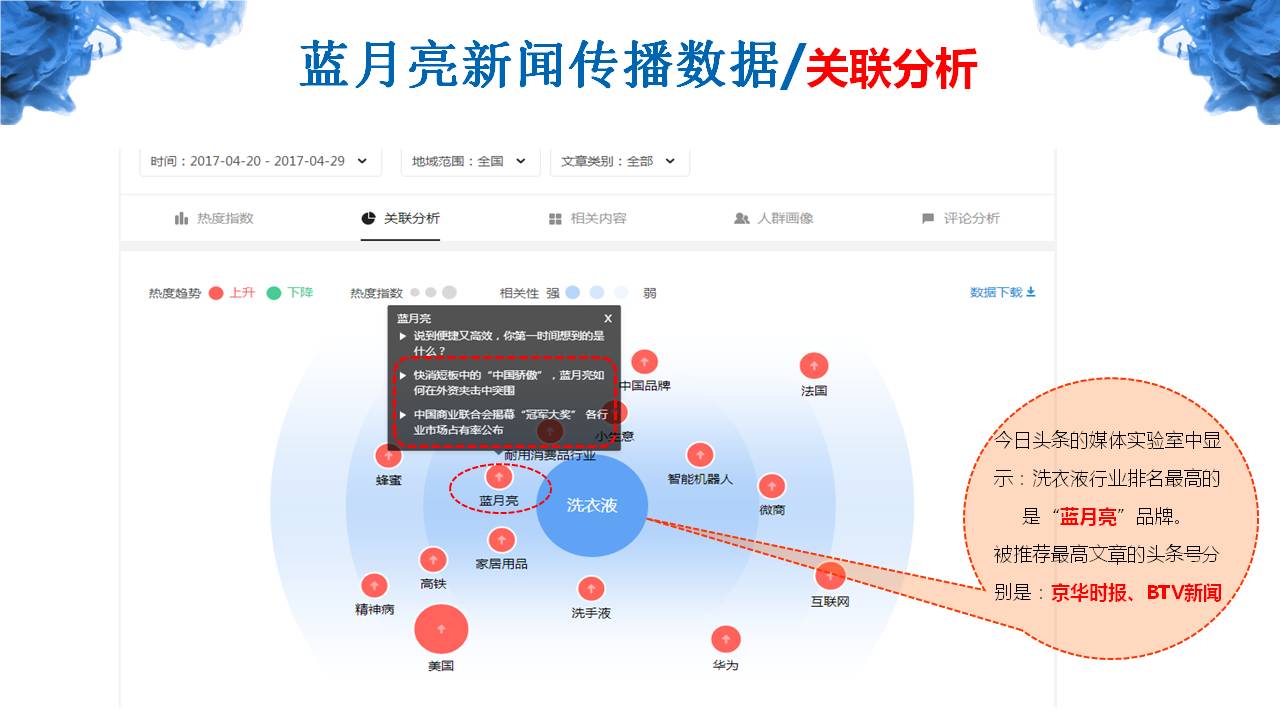 蓝月亮新闻传播数据/关联分析
时间：2017-04-20 - 2017-04-29
地域范围：全国
文章类别：全部
热度指数
关联分析
相关内容
人群画像
评论分析
热度趋势 上升 下降
热度指数
相关性 强 弱
数据下载
蓝月亮 X
说到便捷又高效，你第一时间想到的是
什么？
快消短板中的“中国骄傲”，蓝月亮如
何在外资夹击中突围
中国商业联合会揭幕“冠军大奖” 各行
业市场占有率公布
中国品牌
法国
小生意
耐用消费品行业
蜂蜜
智能机器人
蓝月亮
洗衣液
微商
家居用品
高铁
精神病
洗手液
互联网
美国
华为
今日头条的媒体实验室中显
示：洗衣液行业排名最高的
是“蓝月亮”品牌。
被推荐最高文章的头条号分
别是：京华时报、BTV新闻